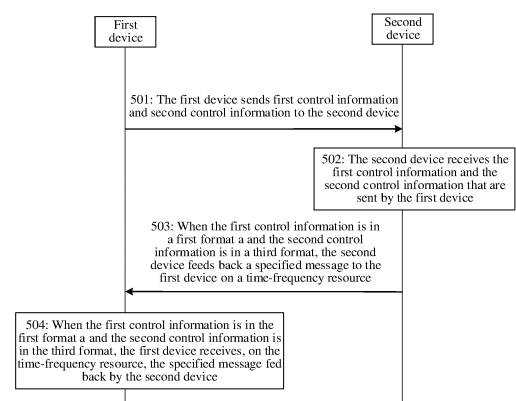 First
device
Second
device
501: The first device sends first control information
and second control information to the second device
502: The second device receives the
first control information and the
second control information that are
sent by the first device
503: When the first control information is in
a first format a and the second control
information is in a third format, the second
device feeds back a specified message to the
first device on a time-frequency resource
504: When the first control information is in the
first format a and the second control information is
in the third format, the first device receives, on the
time-frequency resource, the specified message fed
back by the second device